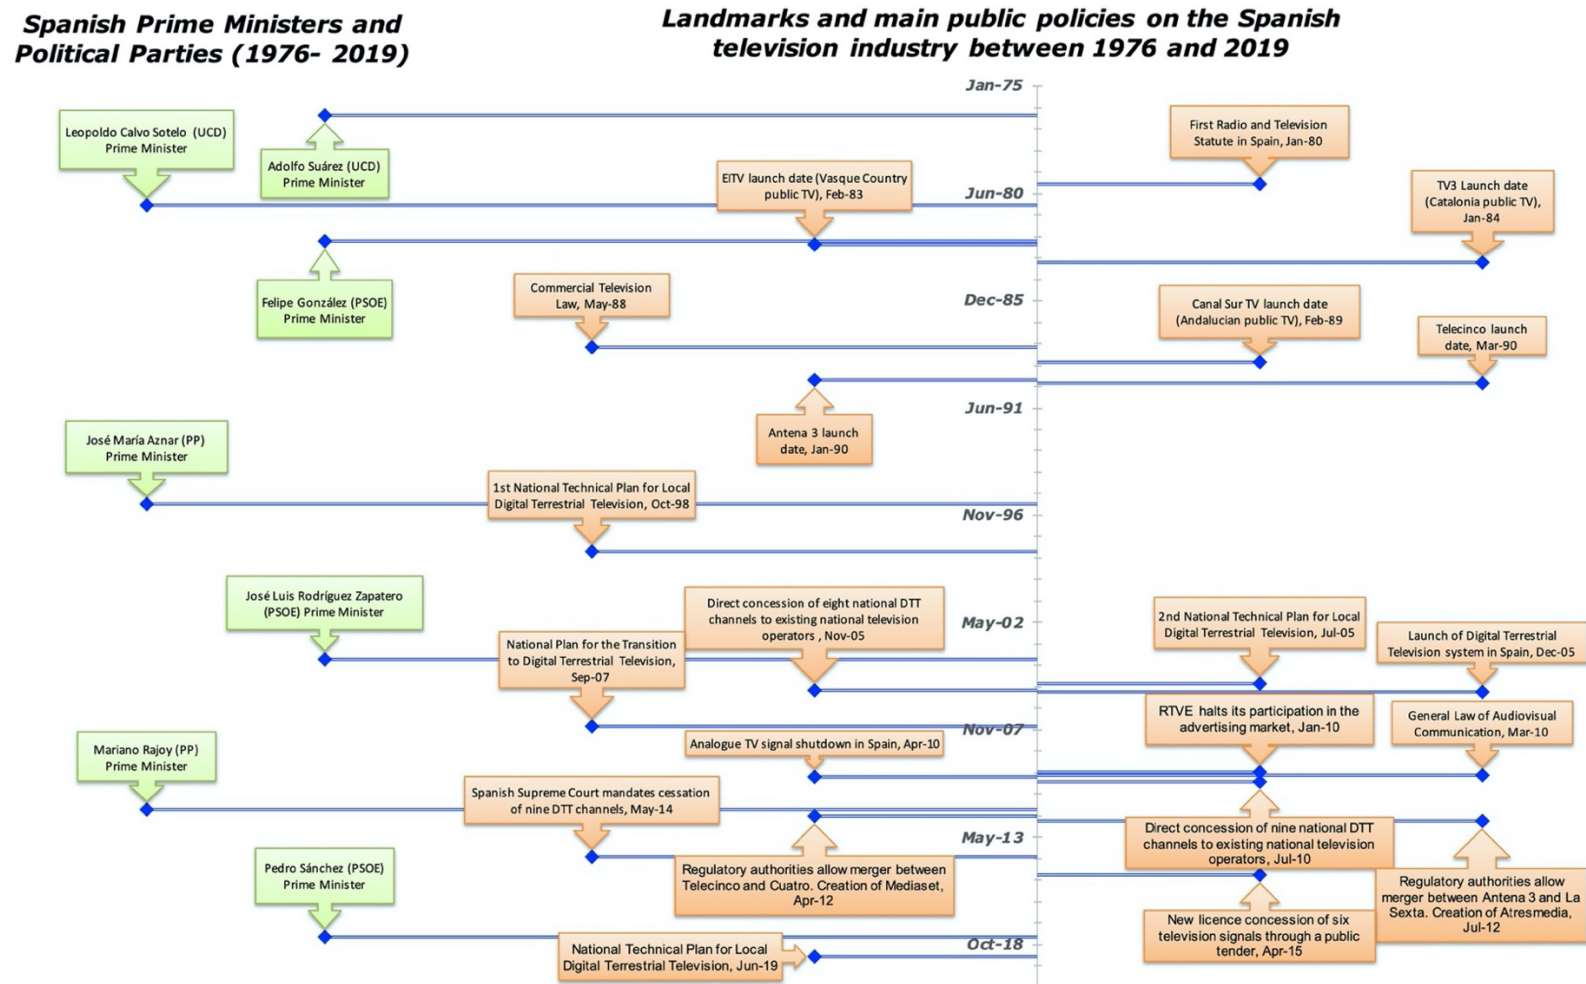 Spanish Prime Ministers and
Political Parties (1976- 2019)
Landmarks and main public policies on the Spanish
television industry between 1976 and 2019
Jan-75
Leopoldo Calvo Sotelo (UCD)
Prime Minister
Adolfo Suárez (UCD)
Prime Minister
First Radio and Television
Statute in Spain, Jan-80
EITV launch date (Vasque Country
public TV), Feb-83
Jun-80
TV3 Launch date
(Catalonia public TV),
Jan-84
Felipe González (PSOE)
Prime Minister
Commercial Television
Law, May-88
Dec-85
Canal Sur TV launch date
(Andalucian public TV), Feb-89
Telecinco launch
date, Mar-90
Jun-91
Antena 3 launch
date, Jan-90
José María Aznar (PP)
Prime Minister
1st National Technical Plan for Local
Digital Terrestrial Television, Oct-98
Nov-96
José Luis Rodríguez Zapatero
(PSOE) Prime Minister
Direct concession of eight national DTT
channels to existing national television
operators , Nov-05
May-02
2nd National Technical Plan for Local
Digital Terrestrial Television, Jul-05
Launch of Digital Terrestrial
Television system in Spain, Dec-05
National Plan for the Transition
to Digital Terrestrial Television,
Sep-07
RTVE halts its participation in the
advertising market, Jan-10
General Law of Audiovisual
Communication, Mar-10
Nov-07
Analogue TV signal shutdown in Spain, Apr-10
Mariano Rajoy (PP)
Prime Minister
Spanish Supreme Court mandates cessation
of nine DTT channels, May-14
May-13
Direct concession of nine national DTT
channels to existing national television
operators, Jul-10
Pedro Sánchez (PSOE)
Prime Minister
Regulatory authorities allow merger between
Telecinco and Cuatro. Creation of Mediaset,
Apr-12
Regulatory authorities allow
merger between Antena 3 and La
Sexta. Creation of Atresmedia,
Jul-12
New licence concession of six
television signals through a public
tender, Apr-15
Oct-18
National Technical Plan for Local
Digital Terrestrial Television, Jun-19